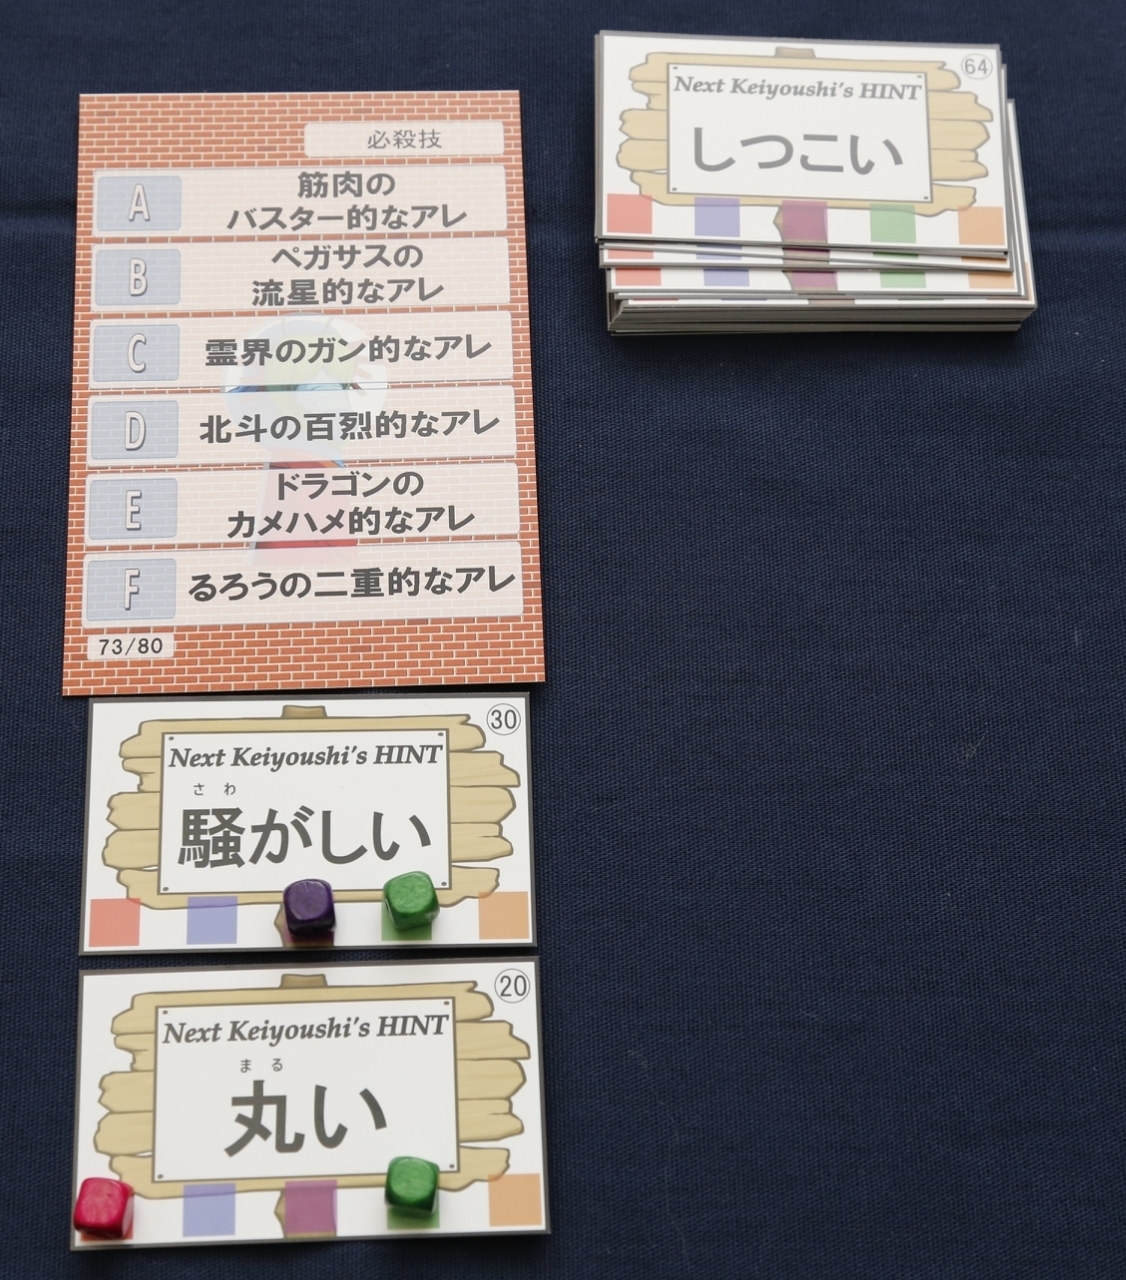 必殺技
A
筋肉の
バスター的なアレ
B
ペガサスの
流星的なアレ
C
霊界のガン的なアレ
D
北斗の百烈的なアレ
E
ドラゴンの
カメハメ的なアレ
F
るろうの二重的なアレ
73/80
64
Next Keiyoushi's HINT
しつこい
30
Next Keiyoushi's HINT
さわ
騒がしい
20
Next Keiyoushi's HINT
まる
丸い